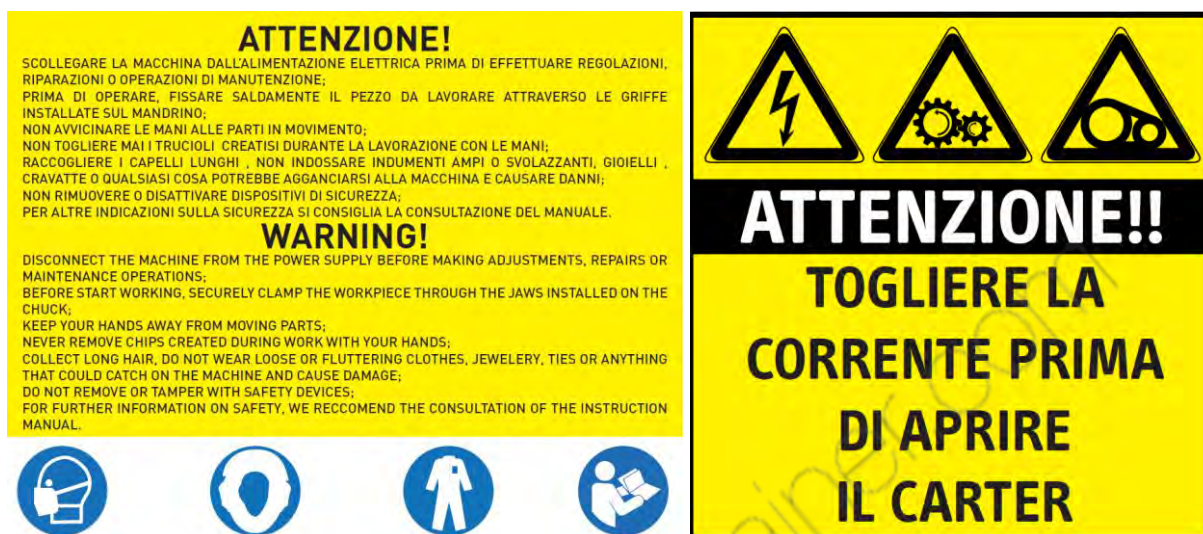 ATTENZIONE!
SCOLLEGARE LA MACCHINA DALL'ALIMENTAZIONE ELETTRICA PRIMA DI EFFETTUARE REGOLAZIONI,
RIPARAZIONI O OPERAZIONI DI MANUTENZIONE;
PRIMA DI OPERARE, FISSARE SALDAMENTE IL PEZZO DA LAVORARE ATTRAVERSO LE GRIFFE
INSTALLATE SUL MANDRINO;
NON AVVICINARE LE MANI ALLE PARTI IN MOVIMENTO;
NON TOGLIERE MAI I TRUCIOLI CREATISI DURANTE LA LAVORAZIONE CON LE MANI;
RACCOGLIERE I CAPELLI LUNGHI , NON INDOSSARE INDUMENTI AMPI O SVOLAZZANTI, GIOIELLI ,
CRAVATTE O QUALSIASI COSA POTREBBE AGGANCIARSI ALLA MACCHINA E CAUSARE DANNI;
NON RIMUOVERE O DISATTIVARE DISPOSITIVI DI SICUREZZA;
PER ALTRE INDICAZIONI SULLA SICUREZZA SI CONSIGLIA LA CONSULTAZIONE DEL MANUALE.
WARNING!
DISCONNECT THE MACHINE FROM THE POWER SUPPLY BEFORE MAKING ADJUSTMENTS, REPAIRS OR
MAINTENANCE OPERATIONS;
BEFORE START WORKING, SECURELY CLAMP THE WORKPIECE THROUGH THE JAWS INSTALLED ON THE
CHUCK;
KEEP YOUR HANDS AWAY FROM MOVING PARTS;
NEVER REMOVE CHIPS CREATED DURING WORK WITH YOUR HANDS;
COLLECT LONG HAIR, DO NOT WEAR LOOSE OR FLUTTERING CLOTHES, JEWELERY, TIES OR ANYTHING
THAT COULD CATCH ON THE MACHINE AND CAUSE DAMAGE;
DO NOT REMOVE OR TAMPER WITH SAFETY DEVICES;
FOR FURTHER INFORMATION ON SAFETY, WE RECCOMEND THE CONSULTATION OF THE INSTRUCTION
MANUAL.
ATTENZIONE!!
TOGLIERE LA
CORRENTE PRIMA
DI APRIRE
IL CARTER